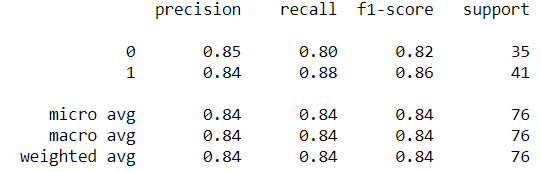 precision recall f1-score support
0 0.85 0.80 0.82 35
1 0.84 0.88 0.86 41
micro avg 0.84 0.84 0.84 76
macro avg 0.84 0.84 0.84 76
weighted avg 0.84 0.84 0.84 76